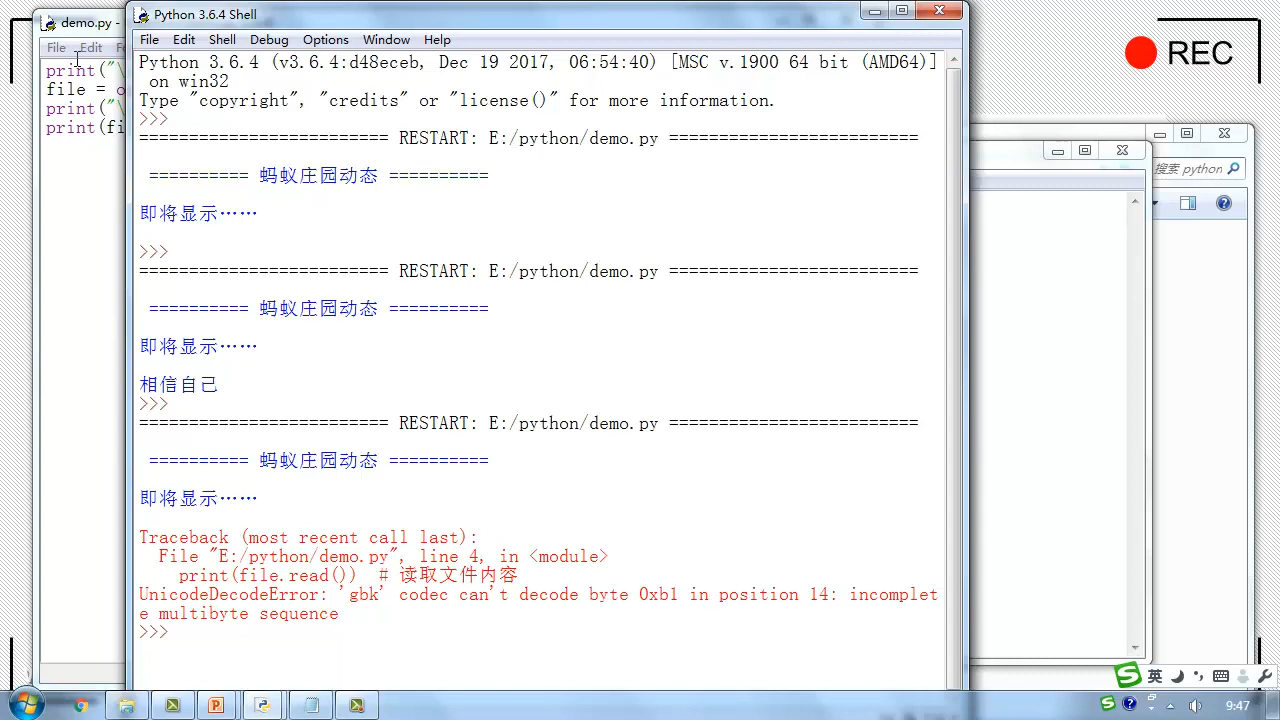 demo.py -
File Edit Fo
print("\
file = o
print("\
print(fi
Python 3.6.4 Shell
File Edit Shell Debug Options Window Help
Python 3.6.4 (v3.6.4:d48eceb, Dec 19 2017, 06:54:40) [MSC v.1900 64 bit (AMD64)]
on win32
Type "copyright", "credits" or "license()" for more information.
>>>
========================= RESTART: E:/python/demo.py =========================
========== 蚂蚁庄园动态 ==========
即将显示……
>>>
========================= RESTART: E:/python/demo.py =========================
========== 蚂蚁庄园动态 ==========
即将显示……
相信自己
>>>
========================= RESTART: E:/python/demo.py =========================
========== 蚂蚁庄园动态 ==========
即将显示……
Traceback (most recent call last):
File "E:/python/demo.py", line 4, in <module>
print(file.read()) # 读取文件内容
UnicodeDecodeError: 'gbk' codec can't decode byte 0xb1 in position 14: incomplet
e multibyte sequence
>>>
REC
搜索 python
英
9:47